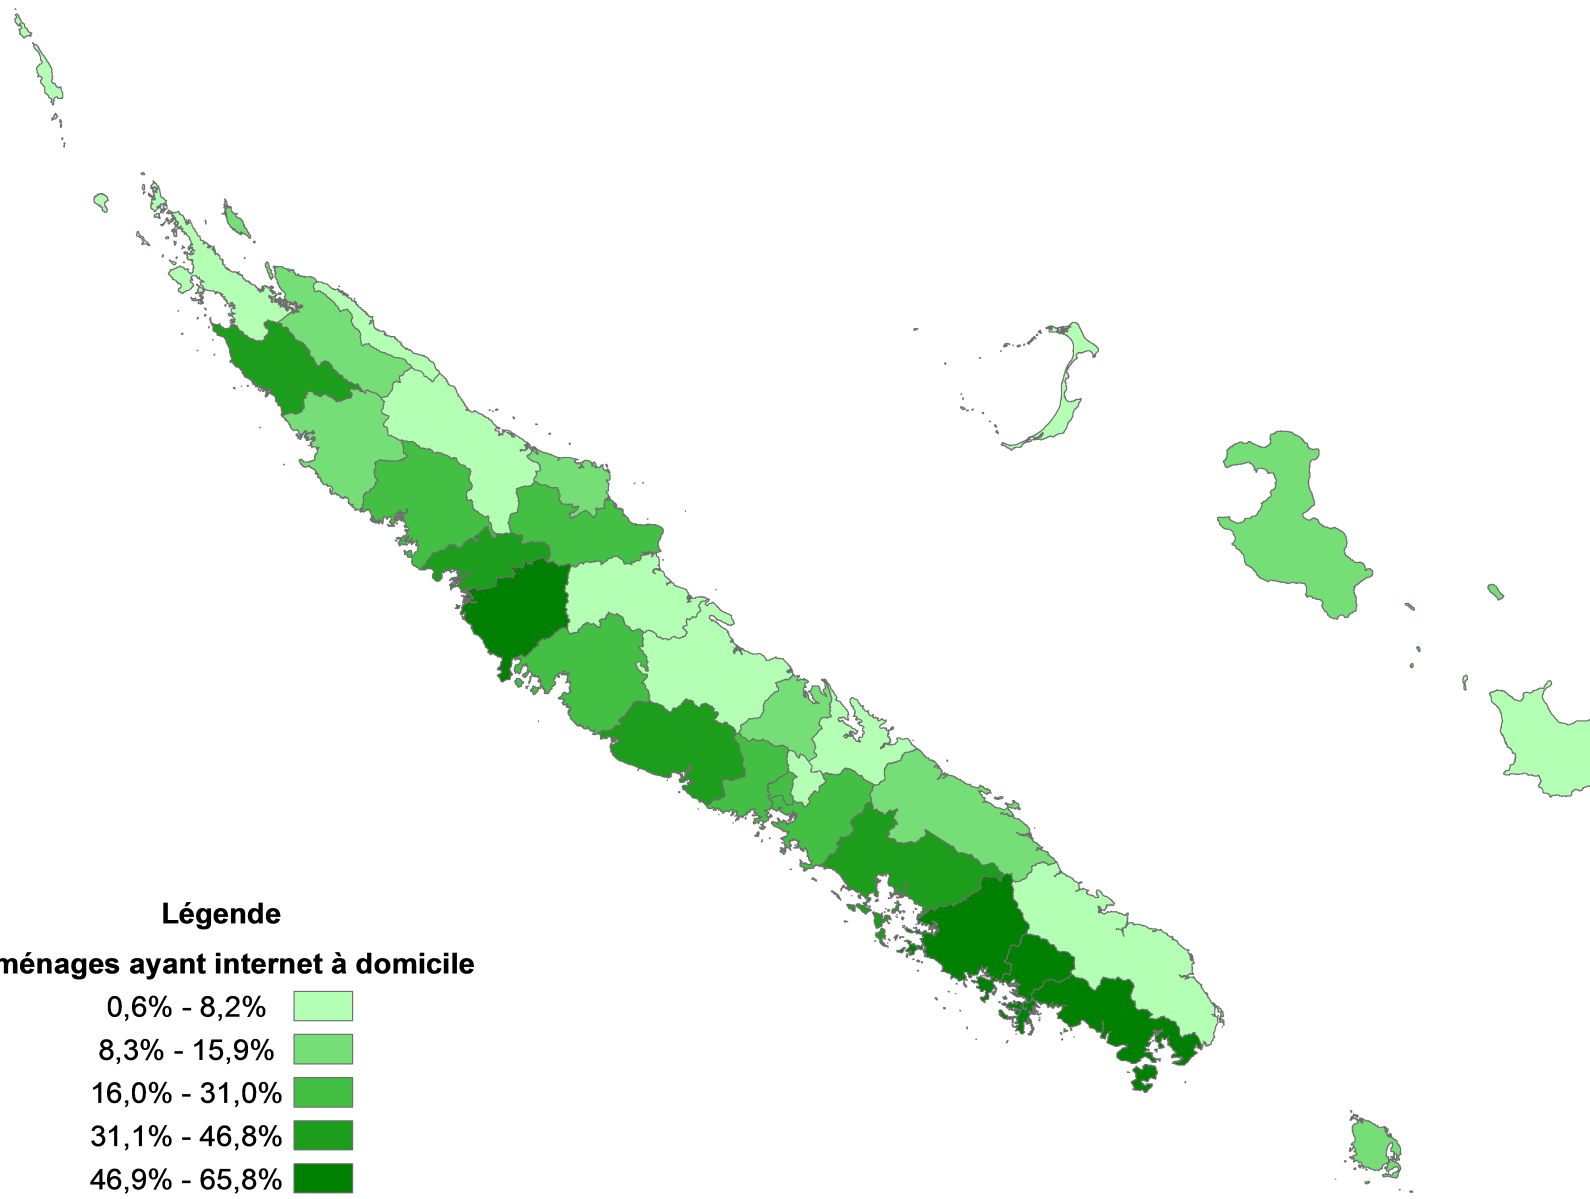 Légende
ménages ayant internet à domicile
0,6% - 8,2%
8,3% - 15,9%
16,0% - 31,0%
31,1% - 46,8%
46,9% - 65,8%